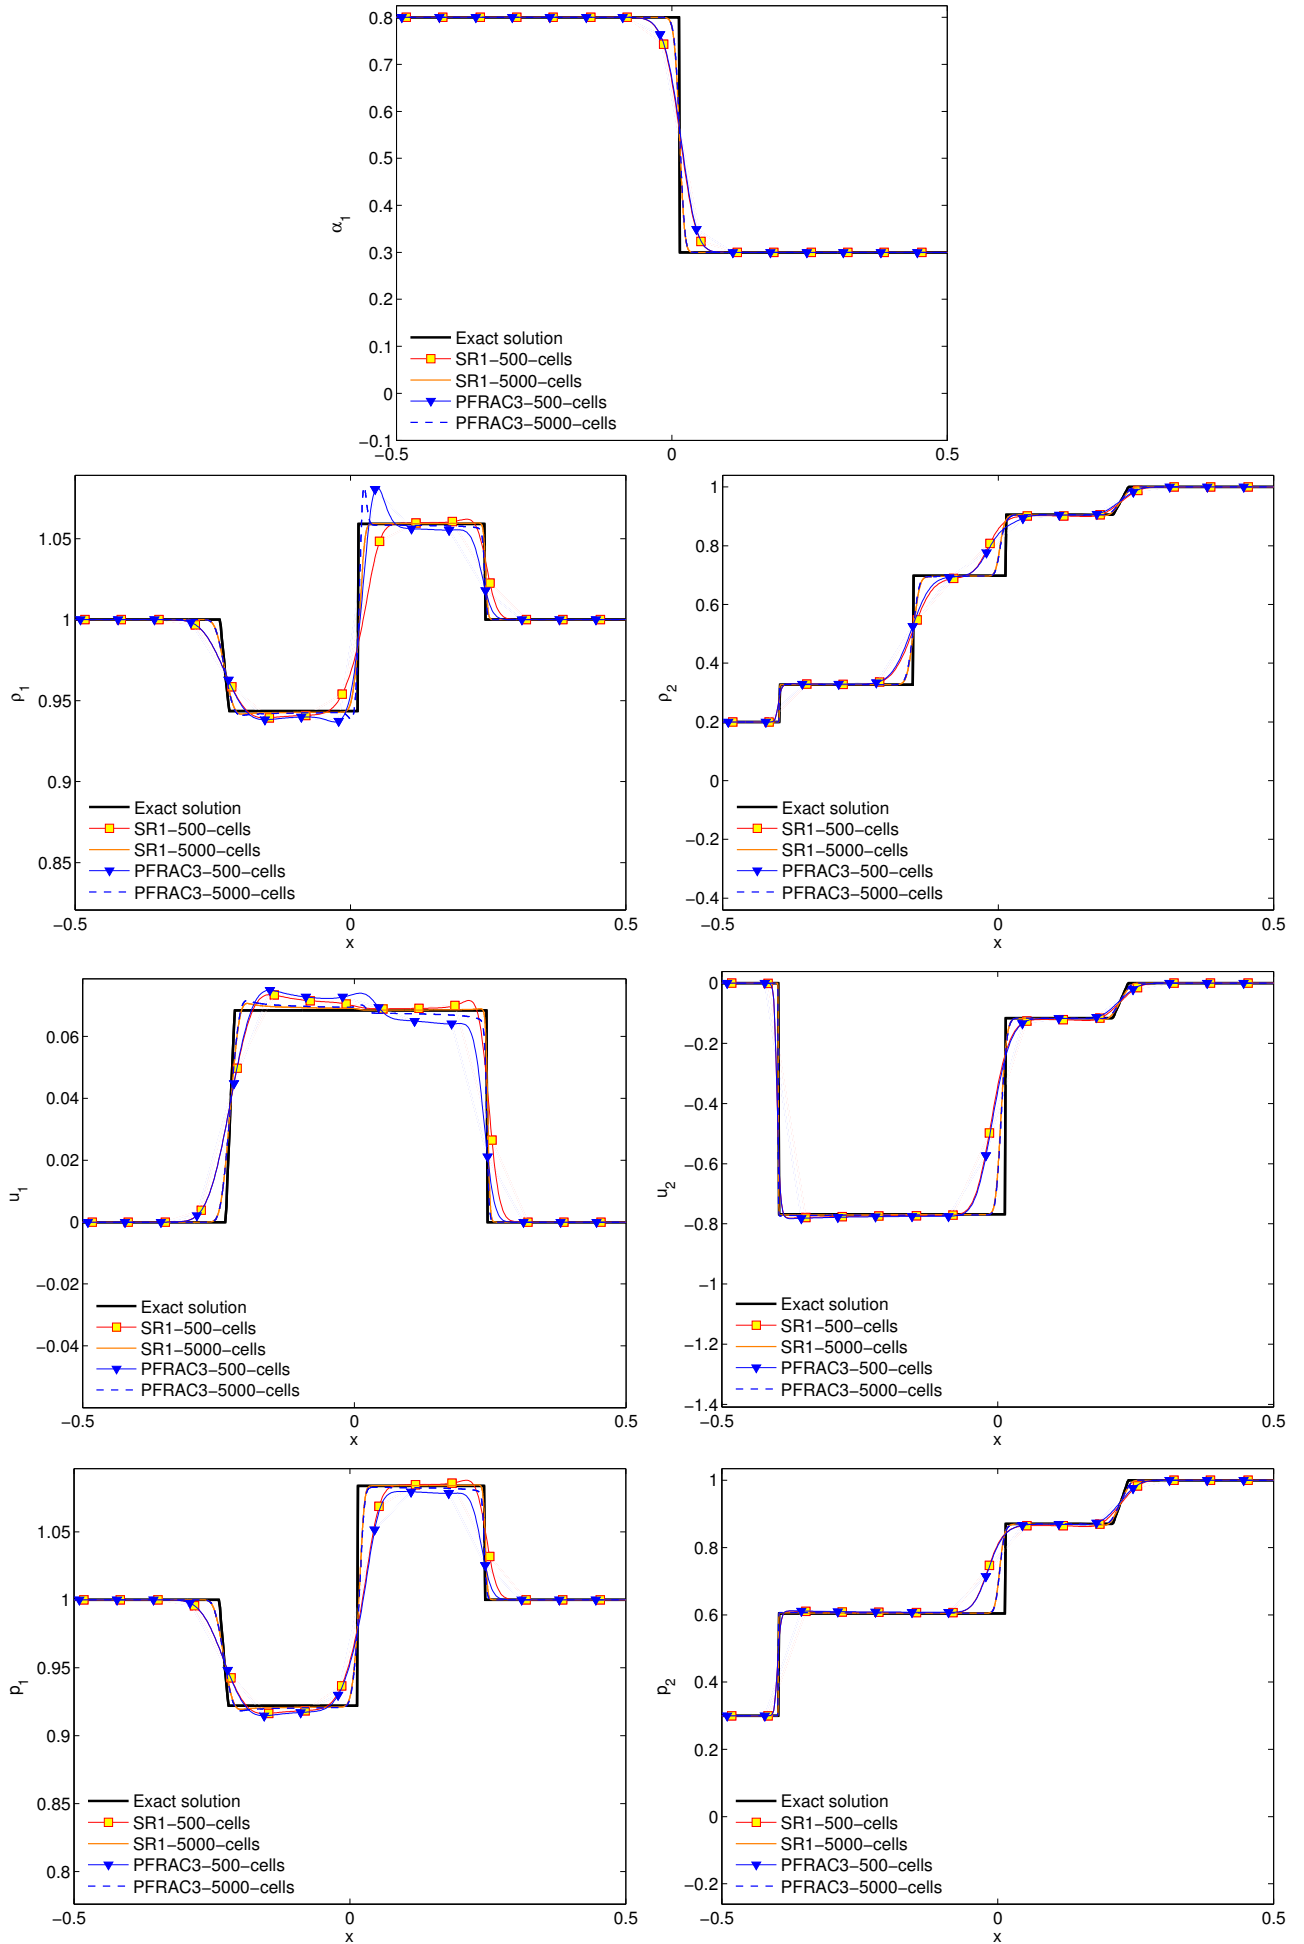 0.8
0.7
0.6
0.5
0.4
0.3
0.2
0.1
0
−0.1
α1
−0.5
0
0.5
Exact solution
SR1−500−cells
SR1−5000−cells
PFRAC3−500−cells
PFRAC3−5000−cells
1.05
1
0.95
0.9
0.85
ρ1
−0.5
0
0.5
x
Exact solution
SR1−500−cells
SR1−5000−cells
PFRAC3−500−cells
PFRAC3−5000−cells
1
0.8
0.6
0.4
0.2
0
−0.2
−0.4
ρ2
−0.5
0
0.5
x
Exact solution
SR1−500−cells
SR1−5000−cells
PFRAC3−500−cells
PFRAC3−5000−cells
0.06
0.04
0.02
0
−0.02
−0.04
u1
−0.5
0
0.5
x
Exact solution
SR1−500−cells
SR1−5000−cells
PFRAC3−500−cells
PFRAC3−5000−cells
0
−0.2
−0.4
−0.6
−0.8
−1
−1.2
−1.4
u2
−0.5
0
0.5
x
Exact solution
SR1−500−cells
SR1−5000−cells
PFRAC3−500−cells
PFRAC3−5000−cells
1.05
1
0.95
0.9
0.85
0.8
p1
−0.5
0
0.5
x
Exact solution
SR1−500−cells
SR1−5000−cells
PFRAC3−500−cells
PFRAC3−5000−cells
1
0.8
0.6
0.4
0.2
0
−0.2
p2
−0.5
0
0.5
x
Exact solution
SR1−500−cells
SR1−5000−cells
PFRAC3−500−cells
PFRAC3−5000−cells